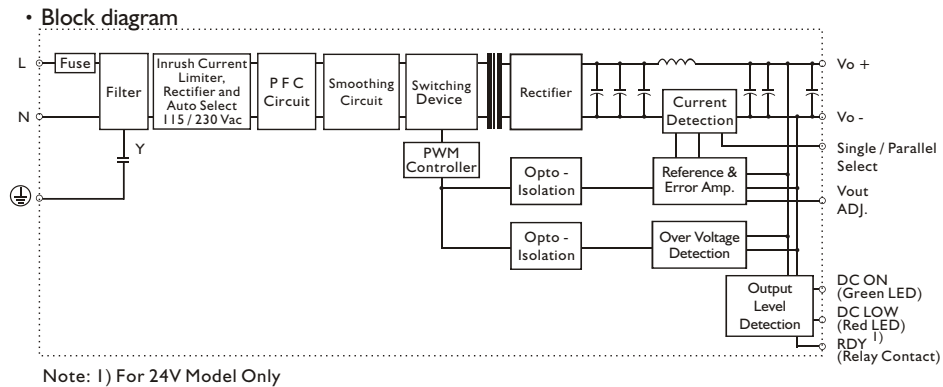 • Block diagram
L
Fuse
N
Filter
Inrush Current
Limiter,
Rectifier and
Auto Select
115 / 230 Vac
P F C
Circuit
Smoothing
Circuit
Switching
Device
Rectifier
Current
Detection
Vo +
Vo -
Single / Parallel
Select
Y
PWM
Controller
Opto -
Isolation
Reference &
Error Amp.
Vout
ADJ.
Opto -
Isolation
Over Voltage
Detection
Output
Level
Detection
DC ON
(Green LED)
DC LOW
(Red LED)
RDY 1)
(Relay Contact)
Note: 1) For 24V Model Only